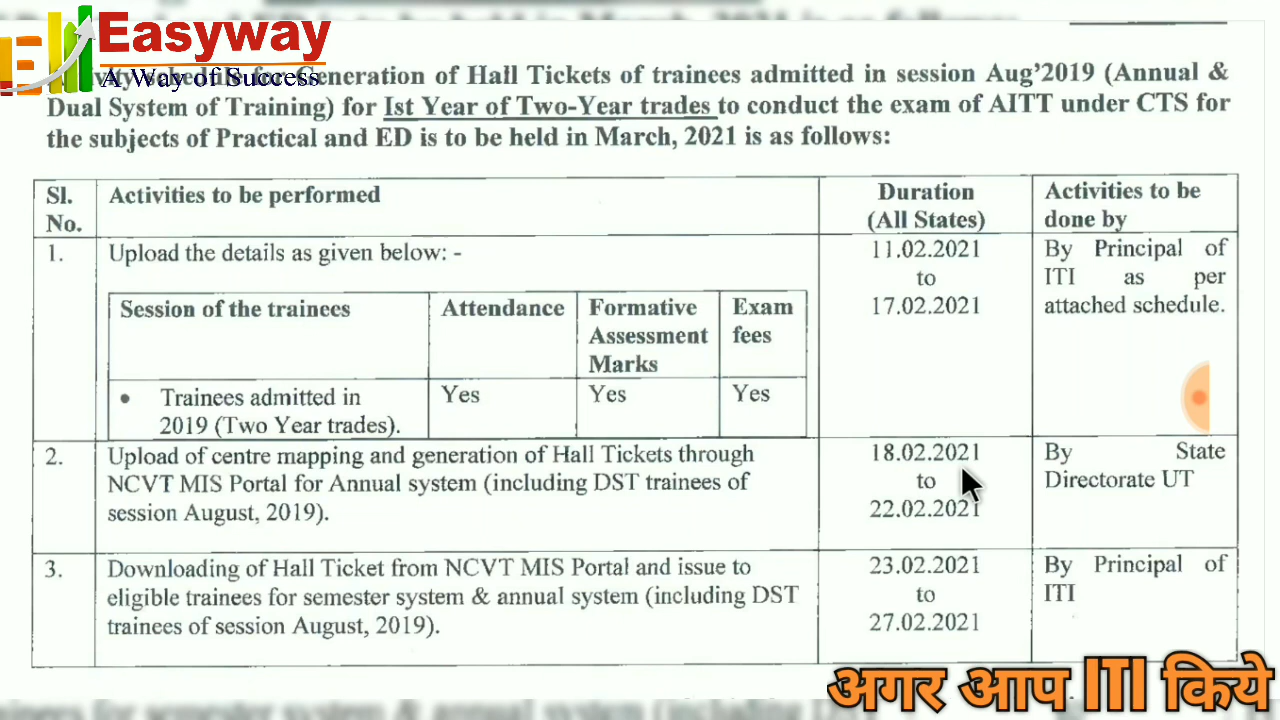 Easyway
A Way of Success
Generation of Hall Tickets of trainees admitted in session Aug'2019 (Annual &
Dual System of Training) for Ist Year of Two-Year trades to conduct the exam of AITT under CTS for
the subjects of Practical and ED is to be held in March, 2021 is as follows:
Sl. No. Activities to be performed Duration (All States) Activities to be done by
1. Upload the details as given below: - 11.02.2021 to 17.02.2021 By Principal of ITI as per attached schedule.
Session of the trainees Attendance Formative Assessment Marks Exam fees
• Trainees admitted in 2019 (Two Year trades). Yes Yes Yes
2. Upload of centre mapping and generation of Hall Tickets through
NCVT MIS Portal for Annual system (including DST trainees of
session August, 2019).
18.02.2021 to 22.02.2021
By State Directorate UT
3. Downloading of Hall Ticket from NCVT MIS Portal and issue to
eligible trainees for semester system & annual system (including DST
trainees of session August, 2019).
23.02.2021 to 27.02.2021
By Principal of ITI
अगर आप ITI किये